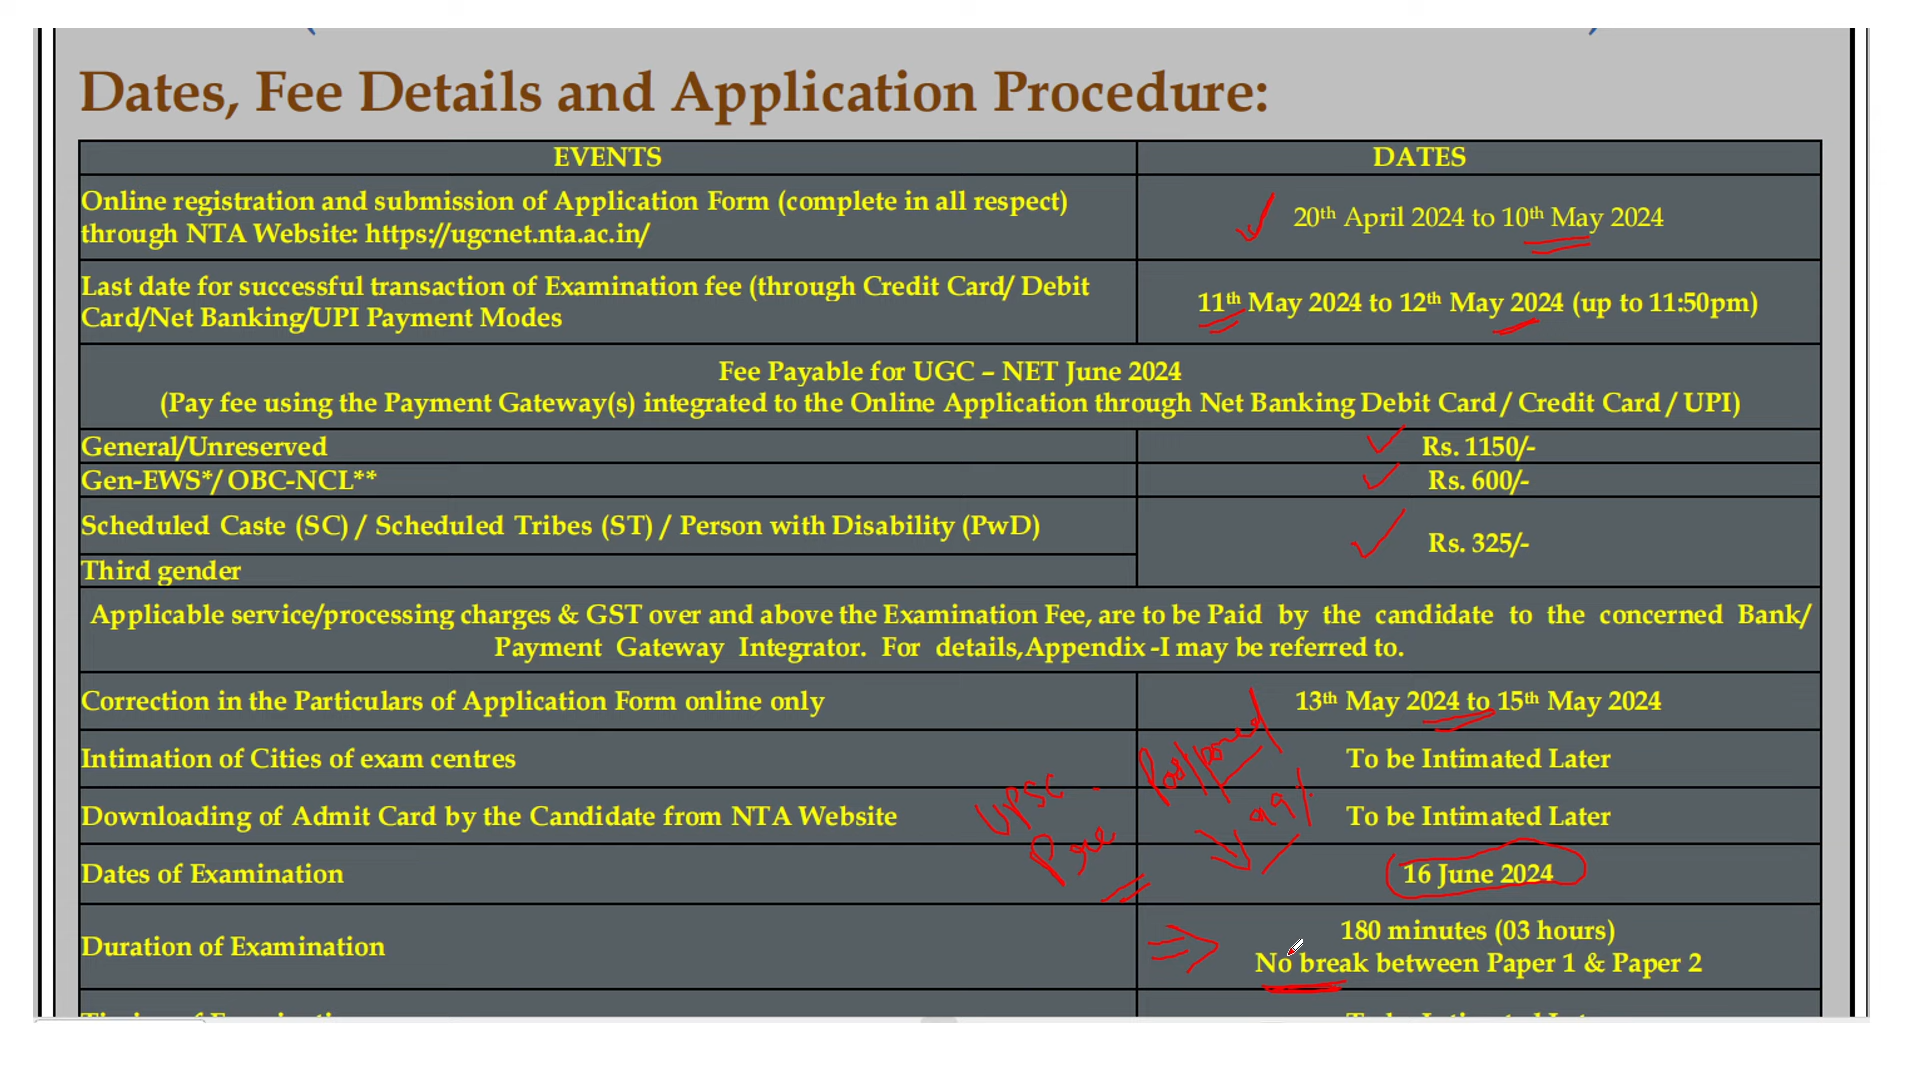 Dates, Fee Details and Application Procedure:
EVENTS
DATES
Online registration and submission of Application Form (complete in all respect)
through NTA Website: https://ugcnet.nta.ac.in/
20th April 2024 to 10th May 2024
Last date for successful transaction of Examination fee (through Credit Card/ Debit
Card/Net Banking/UPI Payment Modes
11th May 2024 to 12th May 2024 (up to 11:50pm)
Fee Payable for UGC – NET June 2024
(Pay fee using the Payment Gateway(s) integrated to the Online Application through Net Banking Debit Card / Credit Card / UPI)
General/Unreserved
Rs. 1150/-
Gen-EWS*/ OBC-NCL**
Rs. 600/-
Scheduled Caste (SC) / Scheduled Tribes (ST) / Person with Disability (PwD)
Rs. 325/-
Third gender
Applicable service/processing charges & GST over and above the Examination Fee, are to be Paid by the candidate to the concerned Bank/
Payment Gateway Integrator. For details,Appendix -I may be referred to.
Correction in the Particulars of Application Form online only
13th May 2024 to 15th May 2024
Intimation of Cities of exam centres
To be Intimated Later
Postponed
Downloading of Admit Card by the Candidate from NTA Website
UPSC
Pre
99%
To be Intimated Later
Dates of Examination
16 June 2024
Duration of Examination
180 minutes (03 hours)
No break between Paper 1 & Paper 2